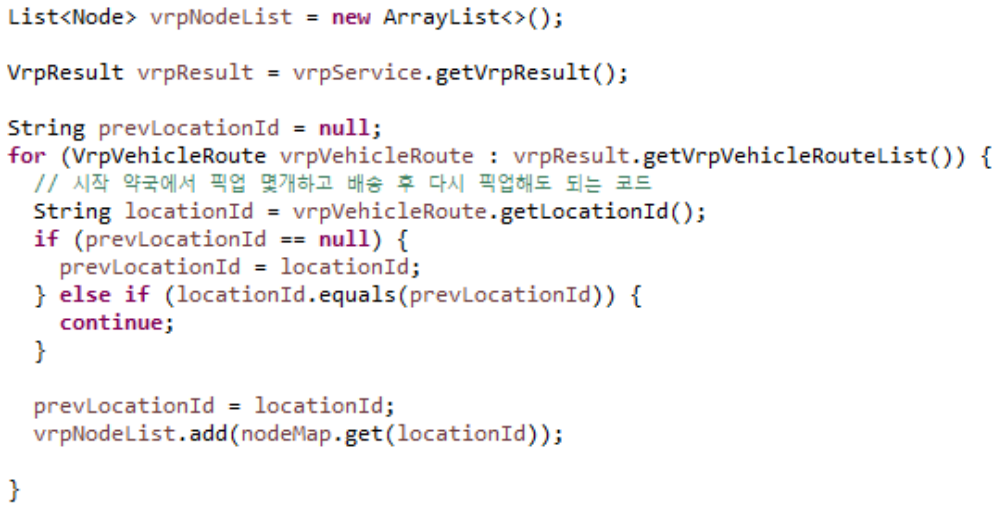 List<Node> vrpNodeList = new ArrayList<>();
VrpResult vrpResult = vrpService.getVrpResult();
String prevLocationId = null;
for (VrpVehicleRoute vrpVehicleRoute : vrpResult.getVrpVehicleRouteList()) {
// 시작 약국에서 픽업 몇개하고 배송 후 다시 픽업해도 되는 코드
String locationId = vrpVehicleRoute.getLocationId();
if (prevLocationId == null) {
prevLocationId = locationId;
} else if (locationId.equals(prevLocationId)) {
continue;
}
prevLocationId = locationId;
vrpNodeList.add(nodeMap.get(locationId));
}